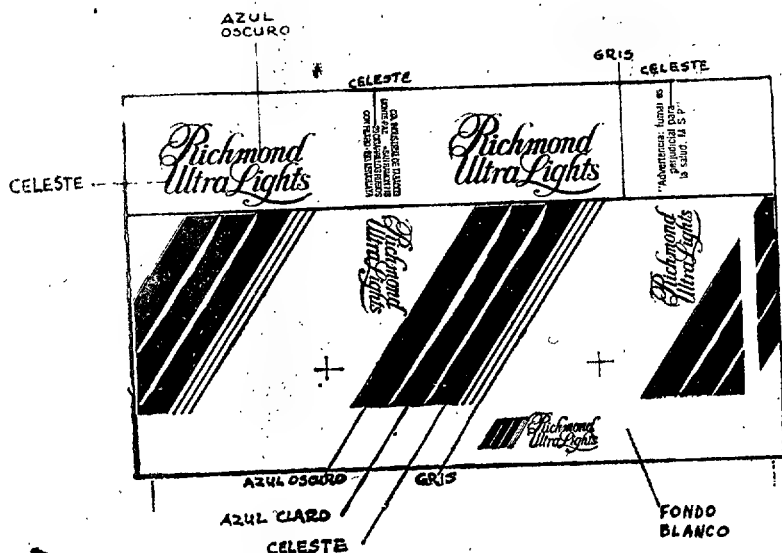 AZUL
OSCURO
GRIS
CELESTE
CELESTE
CELESTE
Richmond
Ultra Lights
Richmond
Ultra Lights
"Advertencia: fumar es
perjudicial para
la salud. M S P"
Richmond
Ultra Lights
Richmond
Ultra Lights
Richmond
Ultra Lights
AZUL OSCURO
GRIS
AZUL CLARO
CELESTE
FONDO
BLANCO